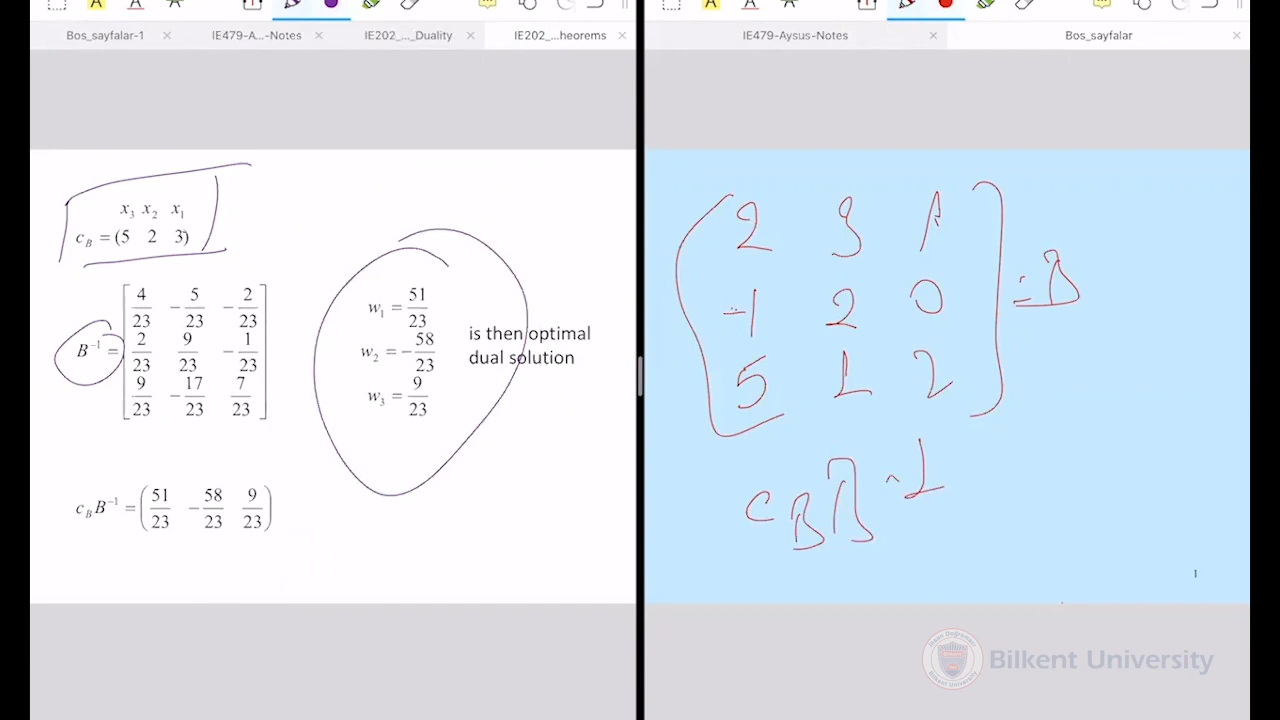 Bos_sayfalar-1 IE479-A...-Notes IE202_..._Duality IE202_...heorems IE479-Aysus-Notes Bos_sayfalar
x₃ x₂ x₁
c_B = (5 2 3)
B⁻¹ = [4/23 -5/23 -2/23
2/23 9/23 -1/23
9/23 -17/23 7/23]
w₁ = 51/23
w₂ = -58/23
w₃ = 9/23
is then optimal
dual solution
c_B B⁻¹ = (51/23 -58/23 9/23)
2 3 1
-1 2 0 = B
5 1 2
c_B B⁻¹
1
Bilkent University